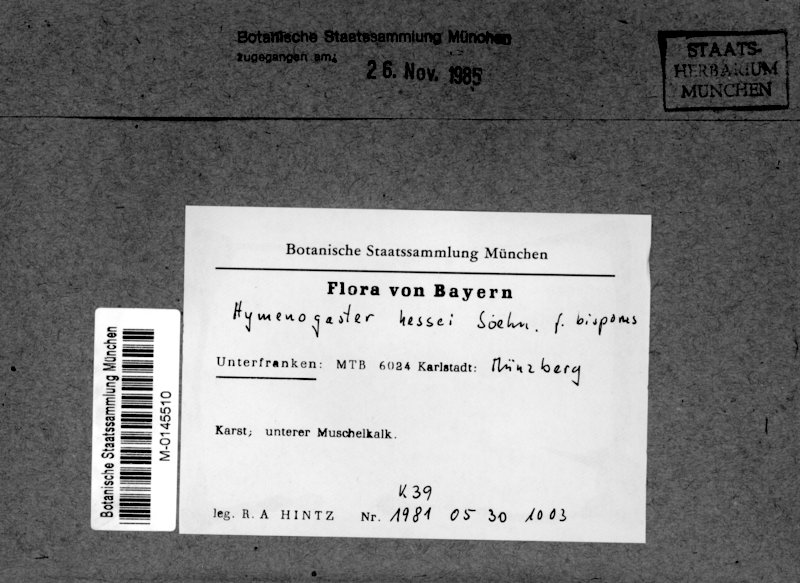 Botanische Staatssammlung München
zugegangen am:
26. Nov. 1985
STAATS-
HERBARIUM
MÜNCHEN
Botanische Staatssammlung München
Flora von Bayern
Hymenogaster hessei Soehn. f. bisporus
Unterfranken: MTB 6024 Karlstadt: Münzberg
Karst; unterer Muschelkalk.
K 39
leg. R. A HINTZ Nr. 1981 05 30 1003
Botanische Staatssammlung München
M-0145510